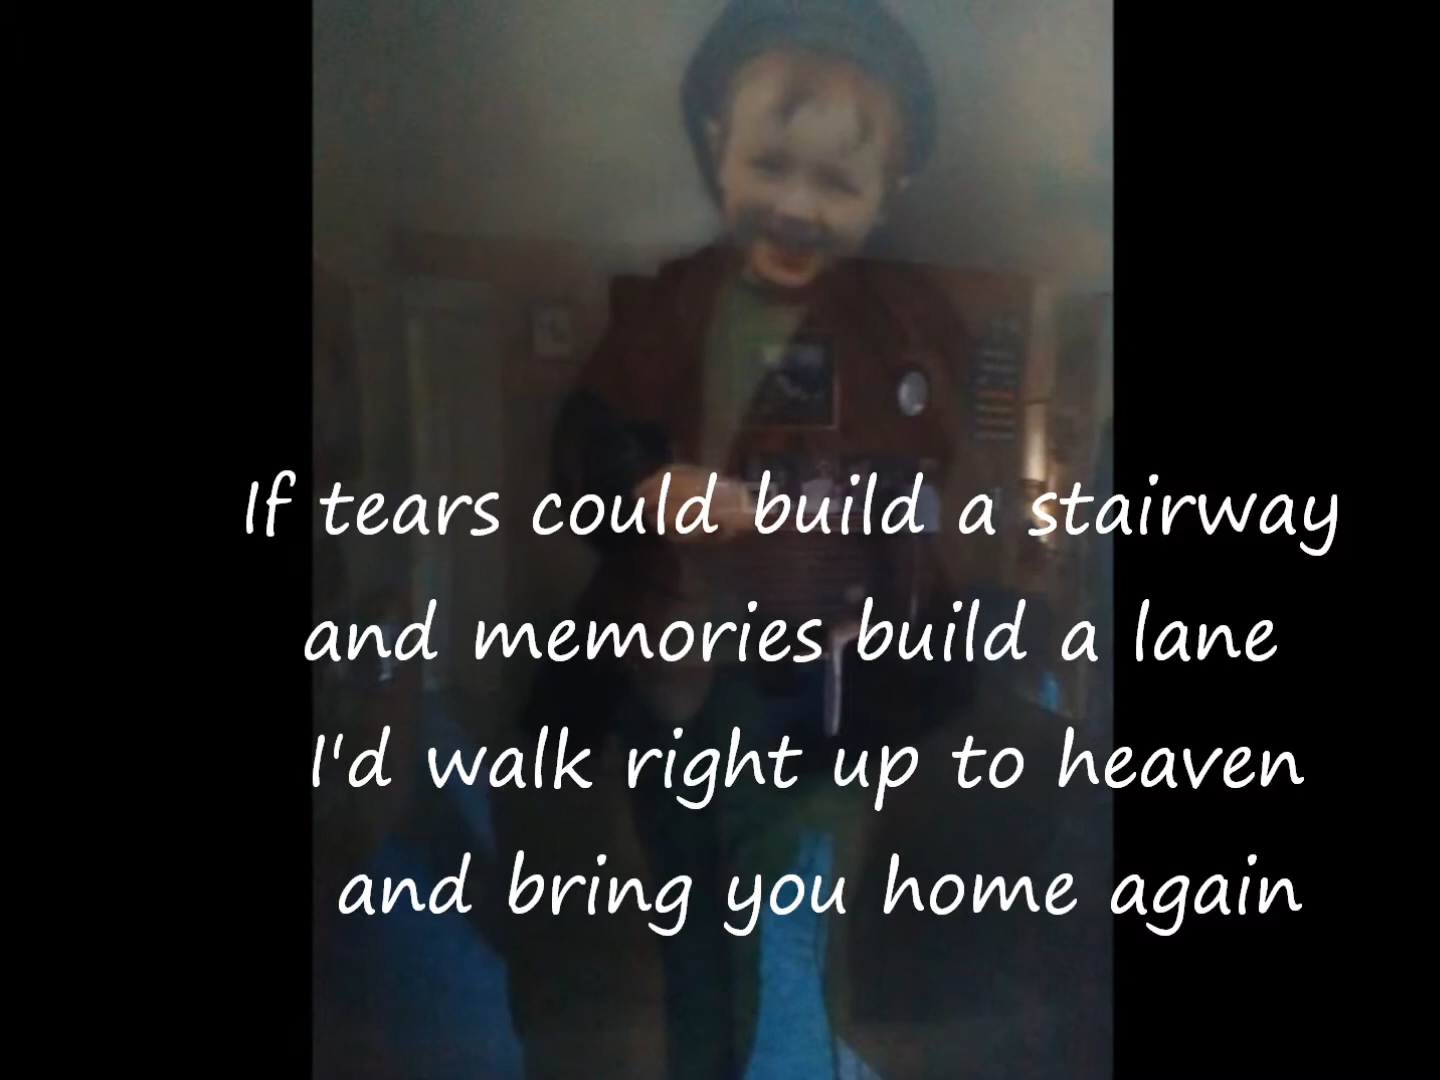 If tears could build a stairway
and memories build a lane
I'd walk right up to heaven
and bring you home again